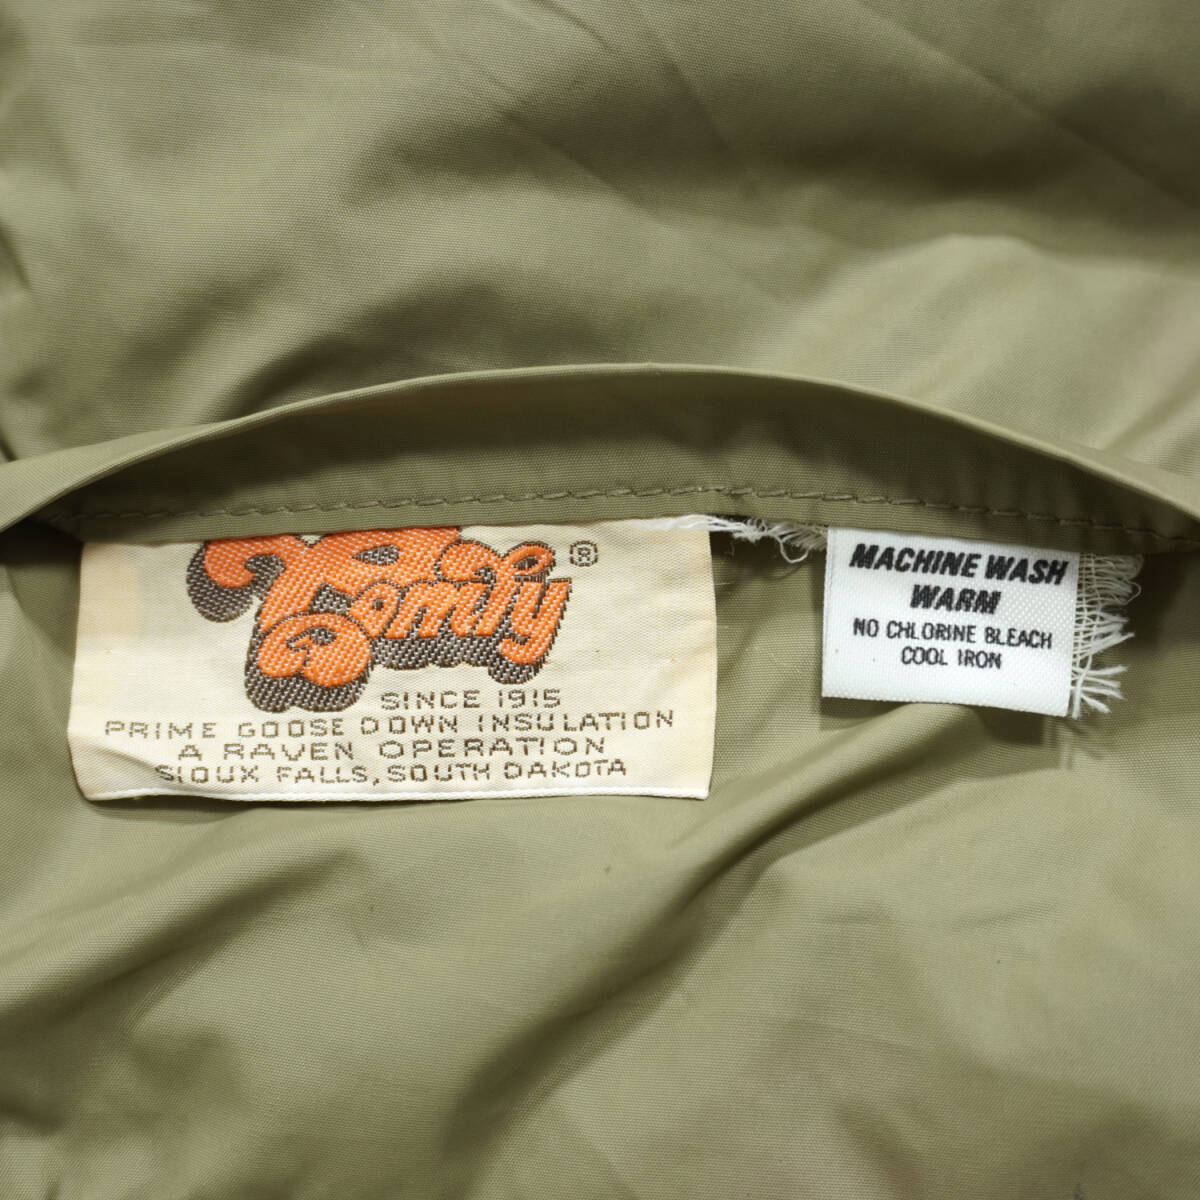 Comfy ®
SINCE 1915
PRIME GOOSE DOWN INSULATION
A RAVEN OPERATION
SIOUX FALLS, SOUTH DAKOTA
MACHINE WASH
WARM
NO CHLORINE BLEACH
COOL IRON